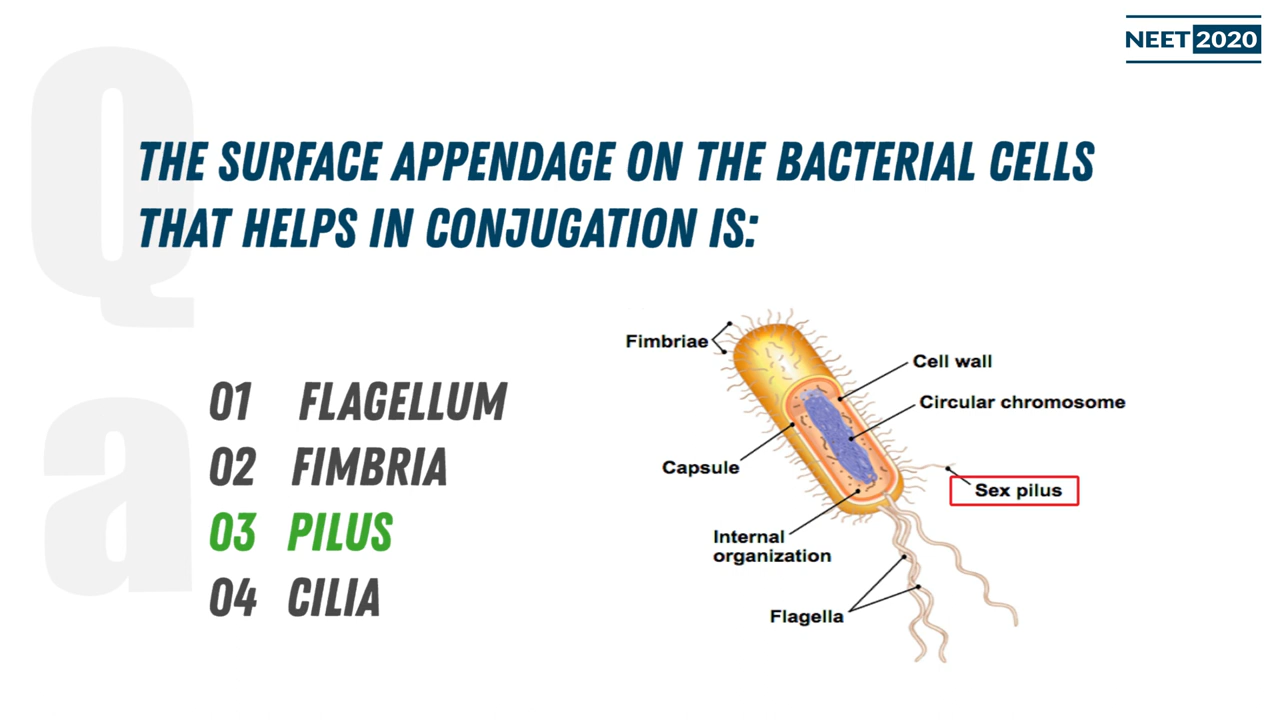 NEET 2020
Q
THE SURFACE APPENDAGE ON THE BACTERIAL CELLS
THAT HELPS IN CONJUGATION IS:
a
01 FLAGELLUM
02 FIMBRIA
03 PILUS
04 CILIA
Fimbriae
Cell wall
Circular chromosome
Capsule
Sex pilus
Internal
organization
Flagella